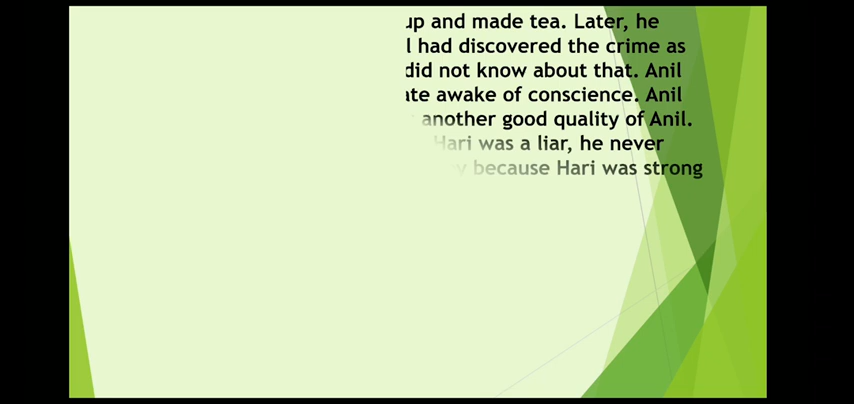 up and made tea. Later, he
had discovered the crime as
did not know about that. Anil
awake of conscience. Anil
another good quality of Anil.
Hari was a liar, he never
because Hari was strong